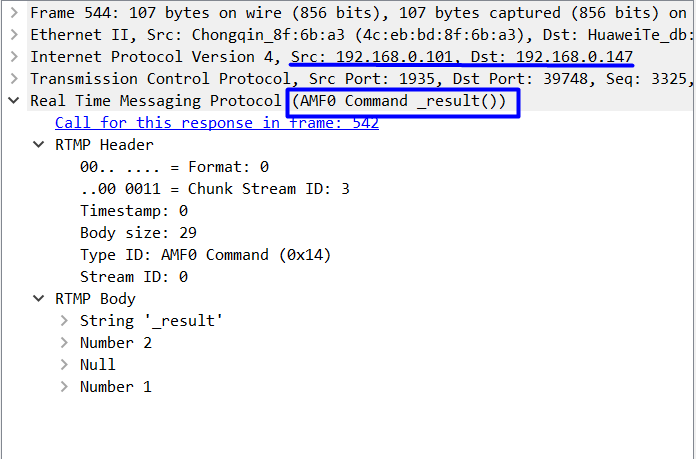 Frame 544: 107 bytes on wire (856 bits), 107 bytes captured (856 bits) on
Ethernet II, Src: Chongqin_8f:6b:a3 (4c:eb:bd:8f:6b:a3), Dst: HuaweiTe_db:
Internet Protocol Version 4, Src: 192.168.0.101, Dst: 192.168.0.147
Transmission Control Protocol, Src Port: 1935, Dst Port: 39748, Seq: 3325,
Real Time Messaging Protocol (AMF0 Command _result())
Call for this response in frame: 542
RTMP Header
00.. .... = Format: 0
..00 0011 = Chunk Stream ID: 3
Timestamp: 0
Body size: 29
Type ID: AMF0 Command (0x14)
Stream ID: 0
RTMP Body
String '_result'
Number 2
Null
Number 1